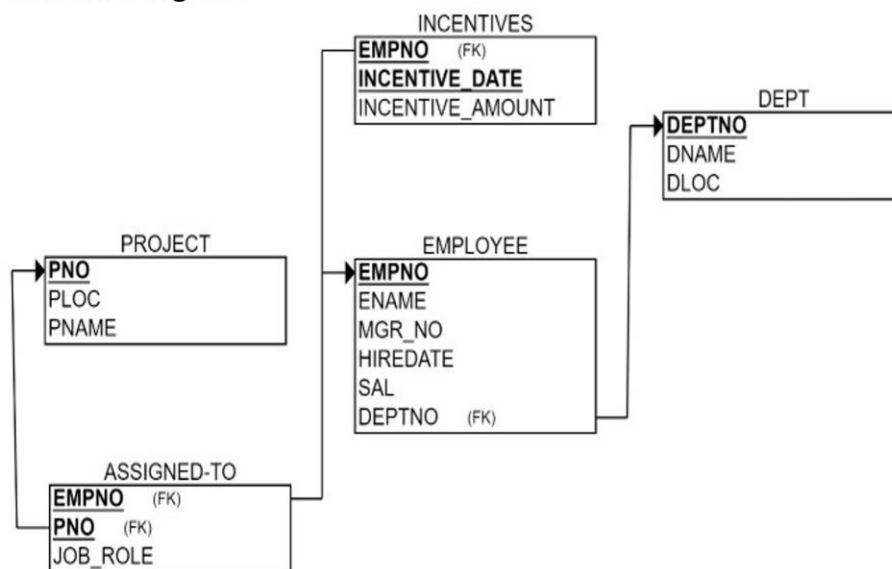 INCENTIVES
EMPNO (FK)
INCENTIVE_DATE
INCENTIVE_AMOUNT
DEPT
DEPTNO
DNAME
DLOC
PROJECT
PNO
PLOC
PNAME
EMPLOYEE
EMPNO
ENAME
MGR_NO
HIREDATE
SAL
DEPTNO (FK)
ASSIGNED-TO
EMPNO (FK)
PNO (FK)
JOB_ROLE